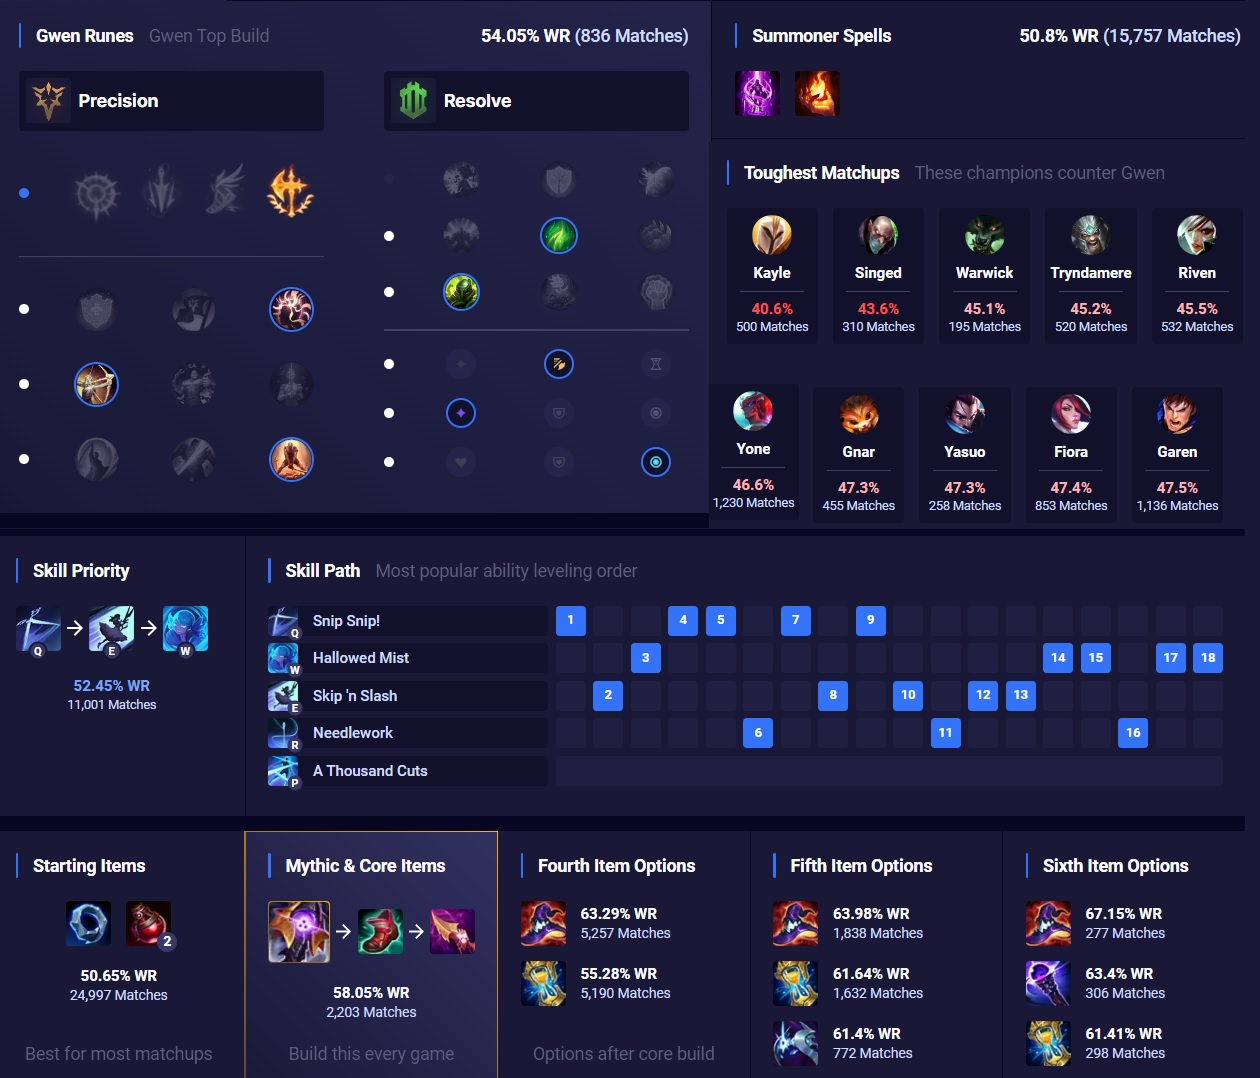 Gwen Runes Gwen Top Build 54.05% WR (836 Matches)
Precision
Resolve
Summoner Spells 50.8% WR (15,757 Matches)
Toughest Matchups These champions counter Gwen
Kayle Singed Warwick Tryndamere Riven
40.6% 43.6% 45.1% 45.2% 45.5%
500 Matches 310 Matches 195 Matches 520 Matches 532 Matches
Yone Gnar Yasuo Fiora Garen
46.6% 47.3% 47.3% 47.4% 47.5%
1,230 Matches 455 Matches 258 Matches 853 Matches 1,136 Matches
Skill Priority
Q E W
52.45% WR
11,001 Matches
Skill Path Most popular ability leveling order
Q Snip Snip! 1 4 5 7 9
W Hallowed Mist 3 14 15 17 18
E Skip 'n Slash 2 8 10 12 13
R Needlework 6 11 16
P A Thousand Cuts
Starting Items
2
50.65% WR
24,997 Matches
Best for most matchups
Mythic & Core Items
58.05% WR
2,203 Matches
Build this every game
Fourth Item Options
63.29% WR
5,257 Matches
55.28% WR
5,190 Matches
Options after core build
Fifth Item Options
63.98% WR
1,838 Matches
61.64% WR
1,632 Matches
61.4% WR
772 Matches
Sixth Item Options
67.15% WR
277 Matches
63.4% WR
306 Matches
61.41% WR
298 Matches